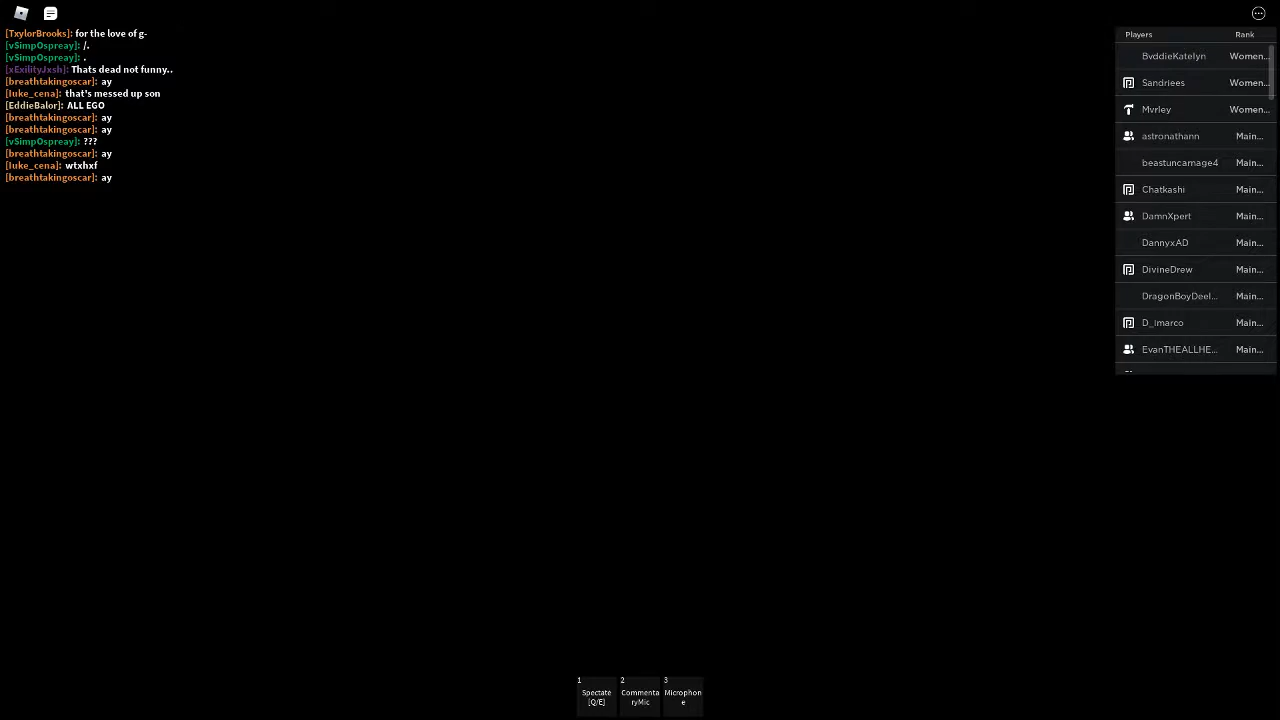 [TxylorBrooks]: for the love of g-
[vSimpOspreay]: /.
[vSimpOspreay]: .
[xExilityJxsh]: Thats dead not funny..
[breathtakingoscar]: ay
[luke_cena]: that's messed up son
[EddieBalor]: ALL EGO
[breathtakingoscar]: ay
[breathtakingoscar]: ay
[vSimpOspreay]: ???
[breathtakingoscar]: ay
[luke_cena]: wtxhxf
[breathtakingoscar]: ay
Players Rank
BvddieKatelyn Women...
Sandriees Women...
Mvrley Women...
astronathann Main...
beastuncarnage4 Main...
Chatkashi Main...
DamnXpert Main...
DannyxAD Main...
DivineDrew Main...
DragonBoyDeel... Main...
D_imarco Main...
EvanTHEALLHE... Main...
1 2 3
Spectate Commenta Microphon
[Q/E] ryMic e